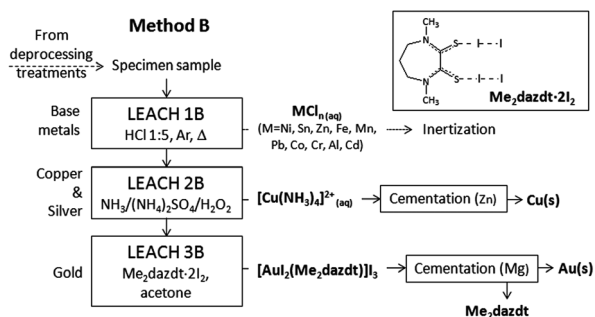 Method B
From
deprocessing
treatments
Specimen sample
CH₃
N
S -I-I
S -I-I
N
CH₃
Me₂dazdt·2I₂
Base
metals
LEACH 1B
HCl 1:5, Ar, Δ
MClₙ₍ₐq₎
(M=Ni, Sn, Zn, Fe, Mn,
Pb, Co, Cr, Al, Cd)
Inertization
Copper
&
Silver
LEACH 2B
NH₃/(NH₄)₂SO₄/H₂O₂
[Cu(NH₃)₄]²⁺₍ₐq₎
Cementation (Zn)
Cu(s)
Gold
LEACH 3B
Me₂dazdt·2I₂,
acetone
[AuI₂(Me₂dazdt)]I₃
Cementation (Mg)
Au(s)
Me₂dazdt